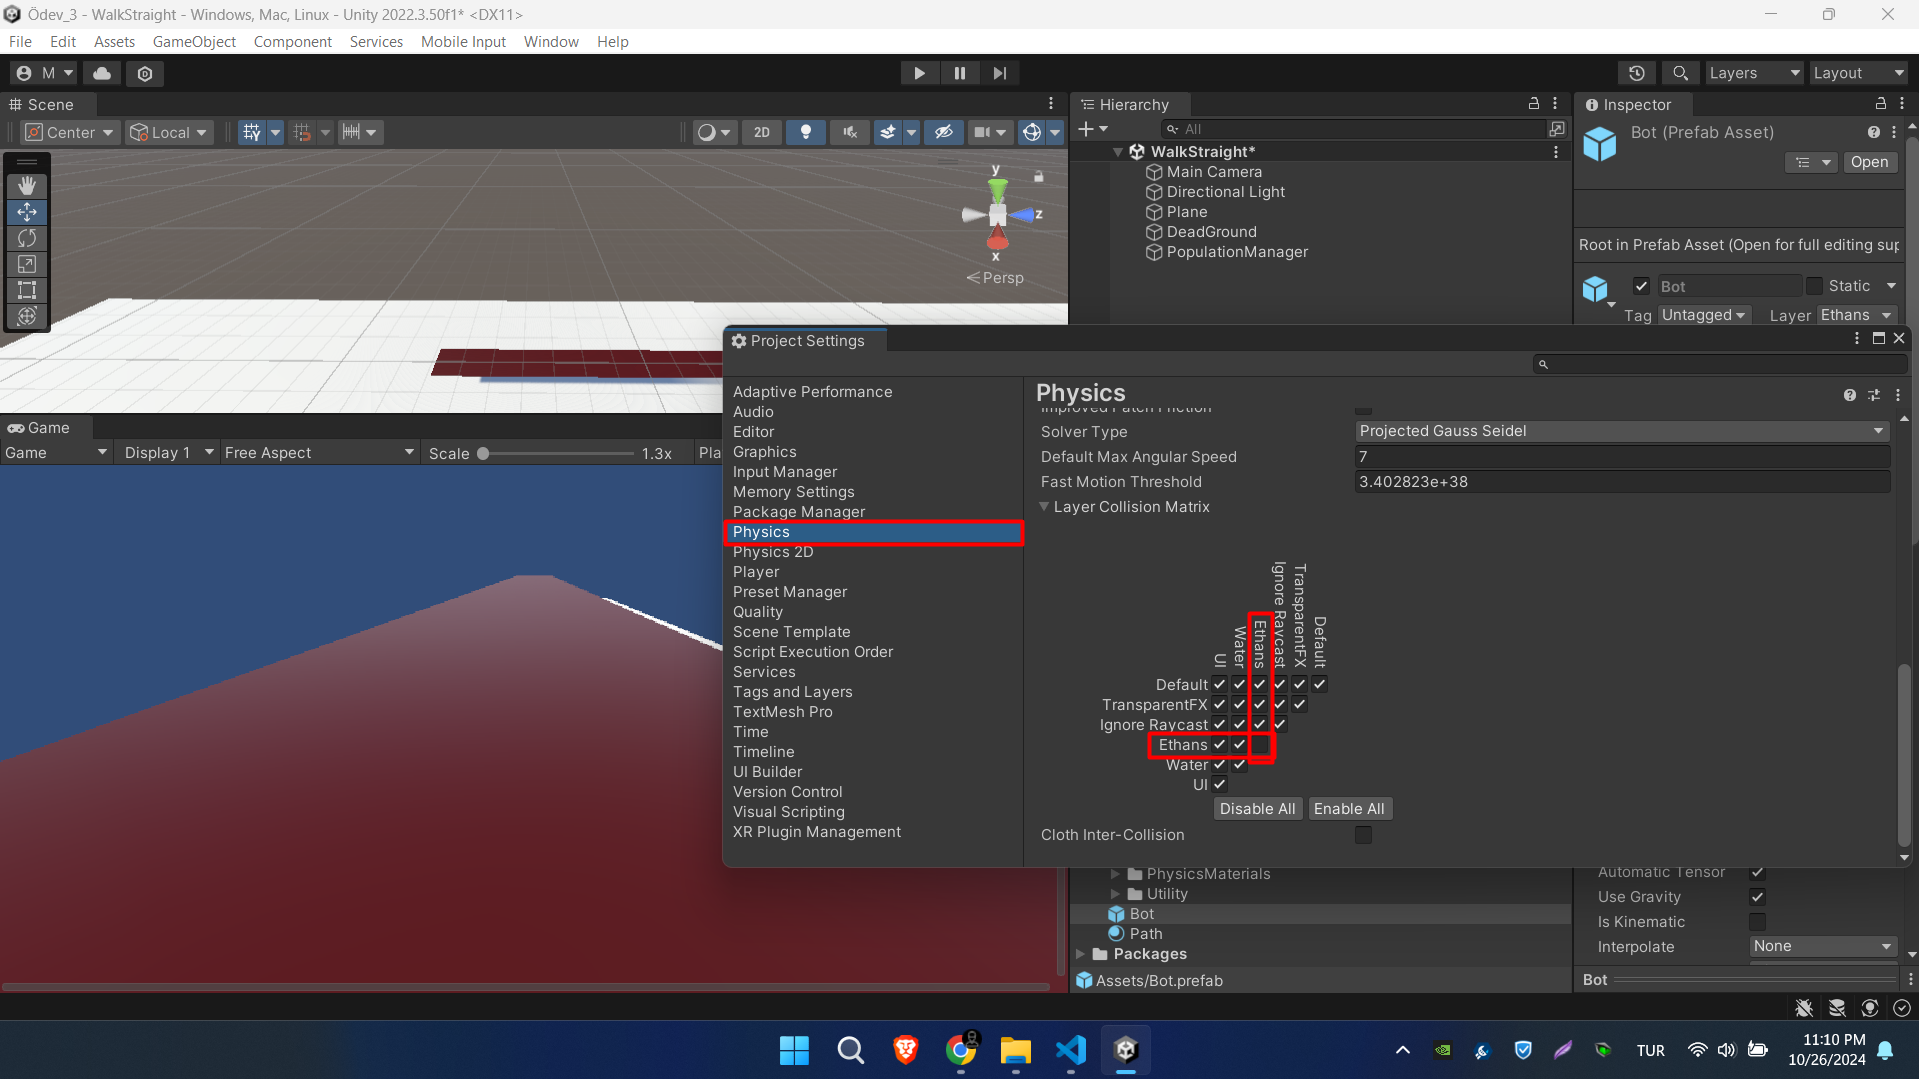 Ödev_3 - WalkStraight - Windows, Mac, Linux - Unity 2022.3.50f1* <DX11>
File Edit Assets GameObject Component Services Mobile Input Window Help
M Layers Layout
Scene
Center Local 2D
y
z
x
Persp
Hierarchy
All
WalkStraight*
Main Camera
Directional Light
Plane
DeadGround
PopulationManager
Inspector
Bot (Prefab Asset)
Open
Root in Prefab Asset (Open for full editing sup
Bot Static
Tag Untagged Layer Ethans
Game
Game Display 1 Free Aspect Scale 1.3x Pla
Project Settings
Adaptive Performance
Audio
Editor
Graphics
Input Manager
Memory Settings
Package Manager
Physics
Physics 2D
Player
Preset Manager
Quality
Scene Template
Script Execution Order
Services
Tags and Layers
TextMesh Pro
Time
Timeline
UI Builder
Version Control
Visual Scripting
XR Plugin Management
Physics
Improved Patch Friction
Solver Type Projected Gauss Seidel
Default Max Angular Speed 7
Fast Motion Threshold 3.402823e+38
Layer Collision Matrix
UI
Water
Ethans
Ignore Raycast
TransparentFX
Default
Default
TransparentFX
Ignore Raycast
Ethans
Water
UI
Disable All Enable All
Cloth Inter-Collision
PhysicsMaterials
Utility
Bot
Path
Packages
Assets/Bot.prefab
Automatic Tensor
Use Gravity
Is Kinematic
Interpolate None
Bot
TUR
11:10 PM
10/26/2024